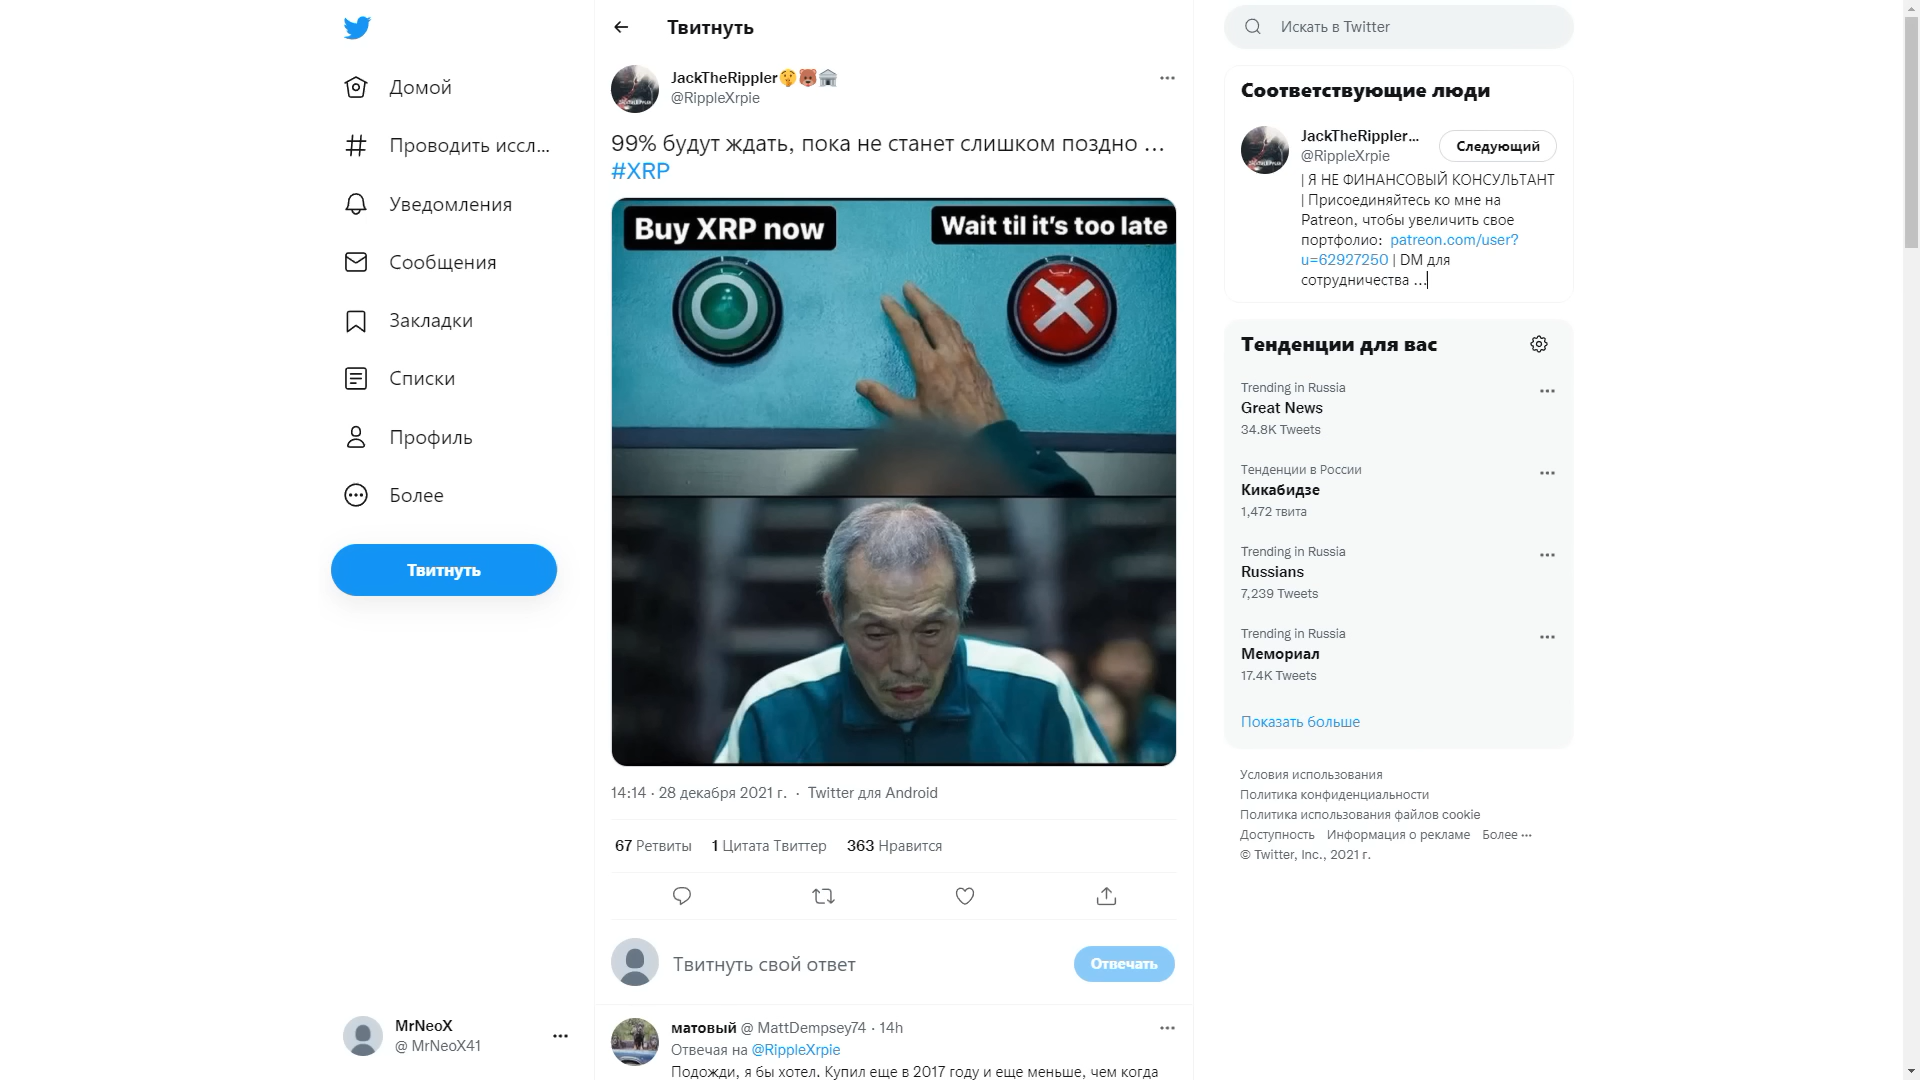 Твитнуть
Искать в Twitter
Домой
Проводить иссл...
Уведомления
Сообщения
Закладки
Списки
Профиль
Более
Твитнуть
MrNeoX
@ MrNeoX41
JackTheRippler🤫🐻🏛️
@RippleXrpie
99% будут ждать, пока не станет слишком поздно ...
#XRP
Buy XRP now
Wait til it's too late
14:14 · 28 декабря 2021 г. · Twitter для Android
67 Ретвиты 1 Цитата Твиттер 363 Нравится
Твитнуть свой ответ
Отвечать
матовый @ MattDempsey74 · 14h
Отвечая на @RippleXrpie
Подожди, я бы хотел. Купил еще в 2017 году и еще меньше, чем когда
Соответствующие люди
JackTheRippler...
@RippleXrpie
Следующий
| Я НЕ ФИНАНСОВЫЙ КОНСУЛЬТАНТ
| Присоединяйтесь ко мне на
Patreon, чтобы увеличить свое
портфолио: patreon.com/user?
u=62927250 | DM для
сотрудничества ...
Тенденции для вас
Trending in Russia
Great News
34.8K Tweets
Тенденции в России
Кикабидзе
1,472 твита
Trending in Russia
Russians
7,239 Tweets
Trending in Russia
Мемориал
17.4K Tweets
Показать больше
Условия использования
Политика конфиденциальности
Политика использования файлов cookie
Доступность Информация о рекламе Более ···
© Twitter, Inc., 2021 г.